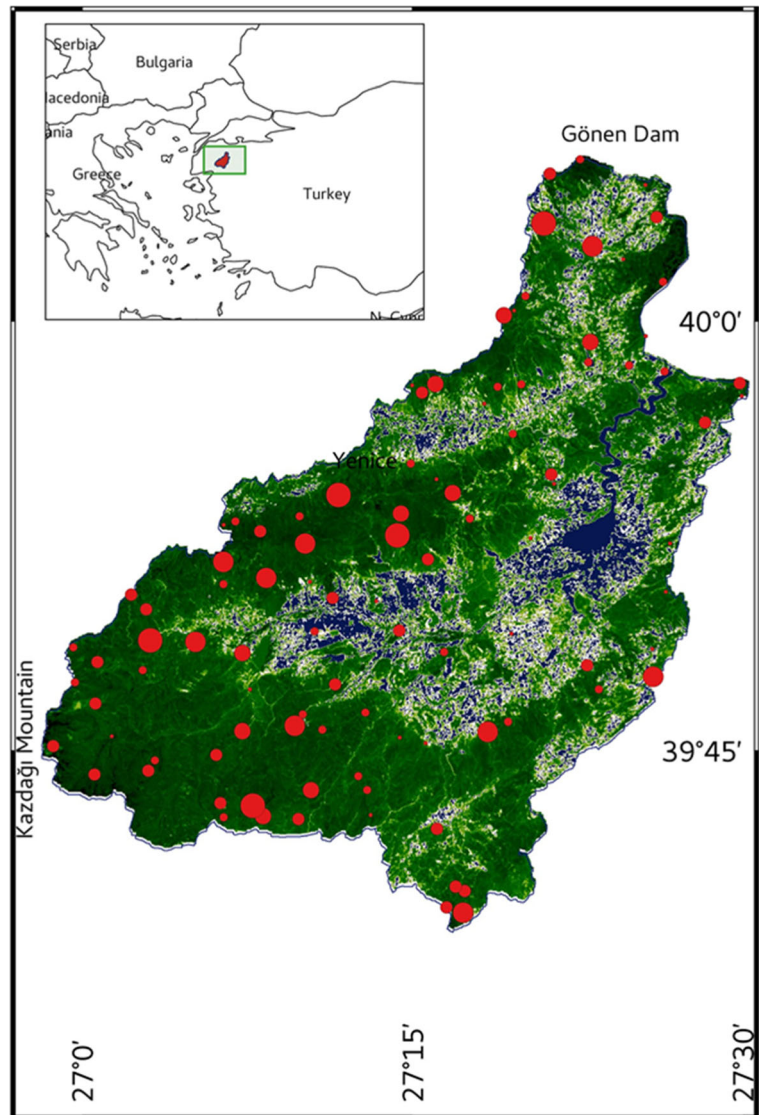 Serbia
Bulgaria
Macedonia
ania
Greece
Turkey
Gönen Dam
40°0'
Yenice
Kazdağı Mountain
39°45'
27°0'
27°15'
27°30'